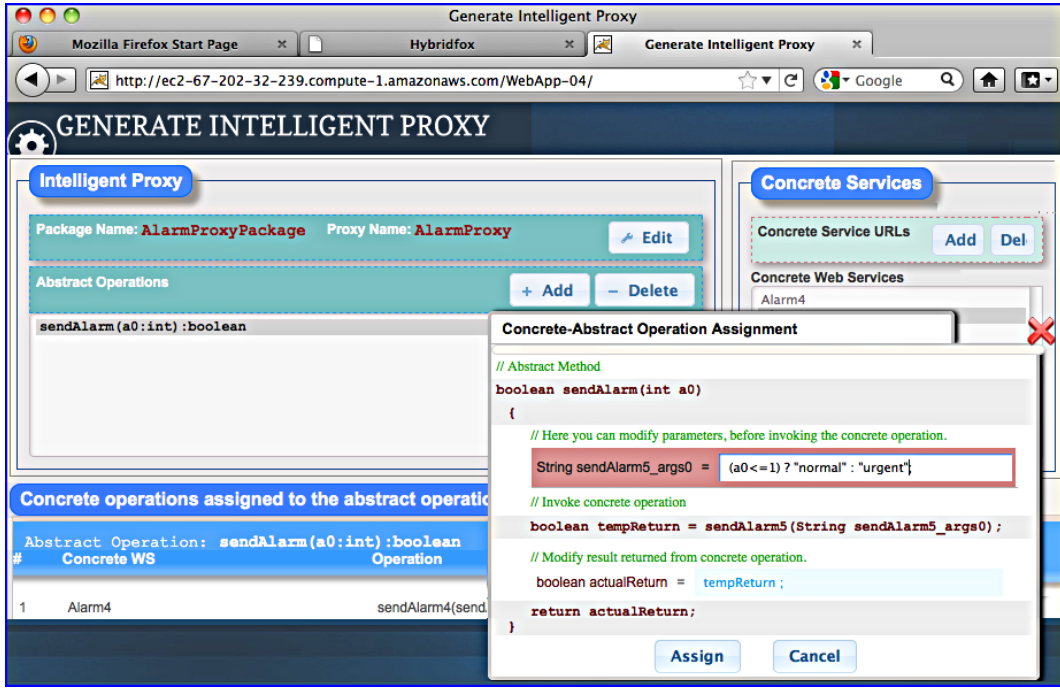 Generate Intelligent Proxy
Mozilla Firefox Start Page × Hybridfox × Generate Intelligent Proxy ×
http://ec2-67-202-32-239.compute-1.amazonaws.com/WebApp-04/ Google
GENERATE INTELLIGENT PROXY
Intelligent Proxy
Package Name: AlarmProxyPackage Proxy Name: AlarmProxy Edit
Abstract Operations + Add – Delete
sendAlarm(a0:int):boolean
Concrete Services
Concrete Service URLs Add Del
Concrete Web Services
Alarm4
Concrete operations assigned to the abstract operatio
Abstract Operation: sendAlarm(a0:int):boolean
# Concrete WS Operation
1 Alarm4 sendAlarm4(send
Concrete-Abstract Operation Assignment
// Abstract Method
boolean sendAlarm(int a0)
{
// Here you can modify parameters, before invoking the concrete operation.
String sendAlarm5_args0 = (a0<=1) ? "normal" : "urgent";
// Invoke concrete operation
boolean tempReturn = sendAlarm5(String sendAlarm5_args0);
// Modify result returned from concrete operation.
boolean actualReturn = tempReturn ;
return actualReturn;
}
Assign Cancel